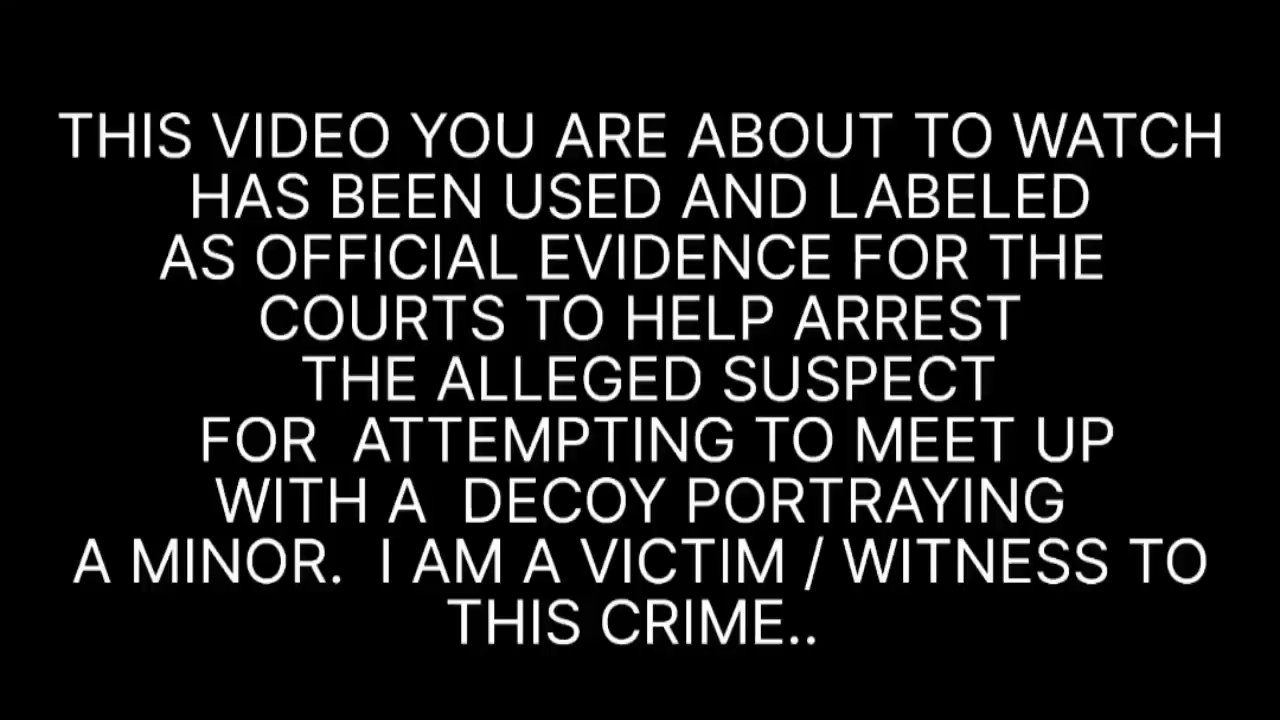 THIS VIDEO YOU ARE ABOUT TO WATCH
HAS BEEN USED AND LABELED
AS OFFICIAL EVIDENCE FOR THE
COURTS TO HELP ARREST
THE ALLEGED SUSPECT
FOR  ATTEMPTING TO MEET UP
WITH A  DECOY PORTRAYING
A MINOR.  I AM A VICTIM / WITNESS TO
THIS CRIME..